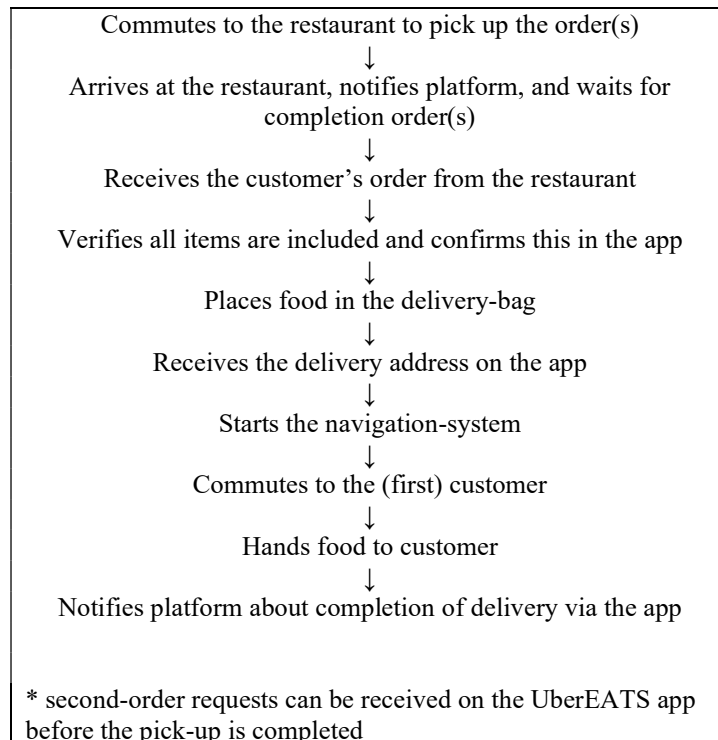 Commutes to the restaurant to pick up the order(s)
↓
Arrives at the restaurant, notifies platform, and waits for
completion order(s)
↓
Receives the customer’s order from the restaurant
↓
Verifies all items are included and confirms this in the app
↓
Places food in the delivery-bag
↓
Receives the delivery address on the app
↓
Starts the navigation-system
↓
Commutes to the (first) customer
↓
Hands food to customer
↓
Notifies platform about completion of delivery via the app
* second-order requests can be received on the UberEATS app
before the pick-up is completed